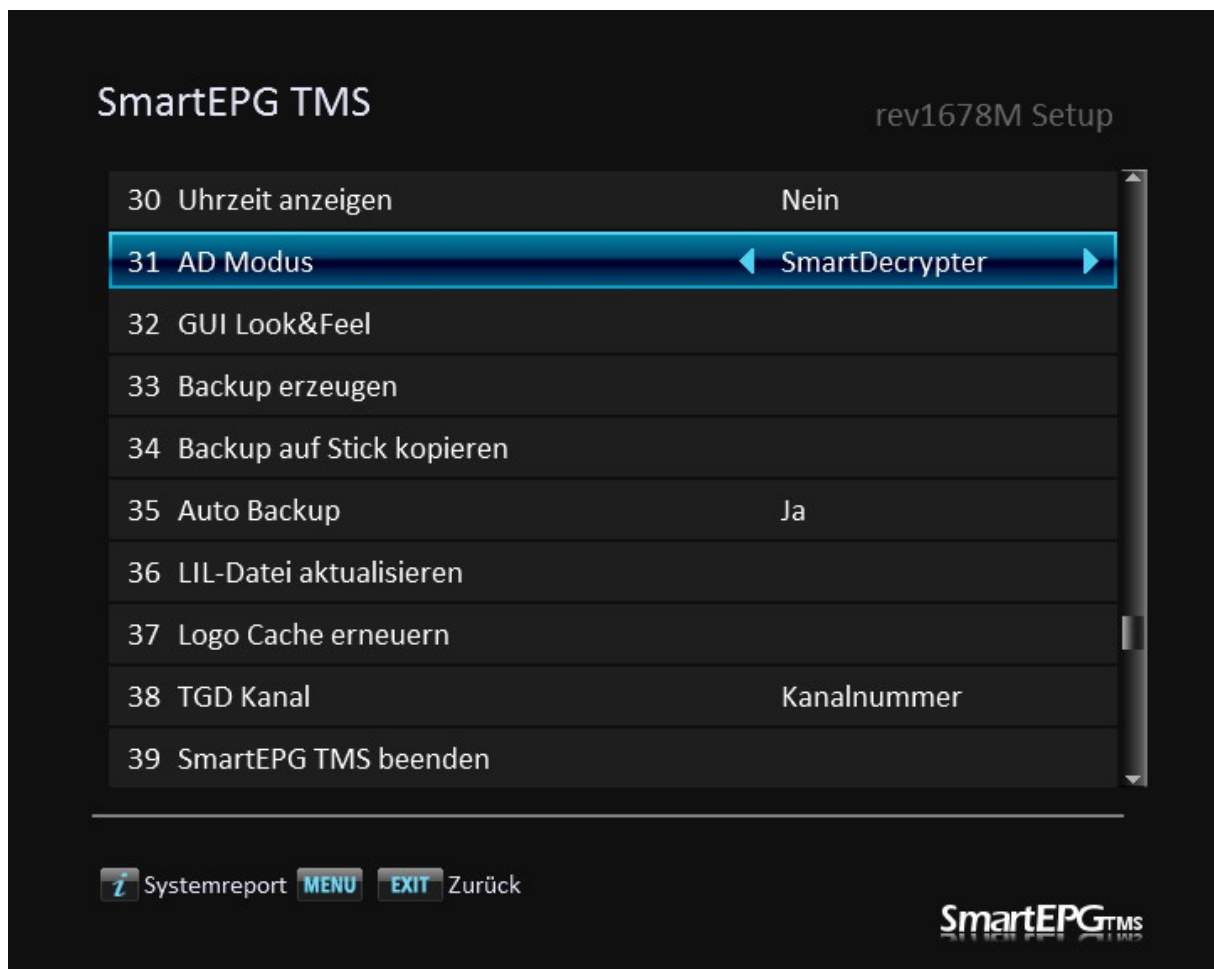 SmartEPG TMS
rev1678M Setup
30 Uhrzeit anzeigen Nein
31 AD Modus SmartDecrypter
32 GUI Look&Feel
33 Backup erzeugen
34 Backup auf Stick kopieren
35 Auto Backup Ja
36 LIL-Datei aktualisieren
37 Logo Cache erneuern
38 TGD Kanal Kanalnummer
39 SmartEPG TMS beenden
i Systemreport MENU EXIT Zurück
SmartEPG TMS